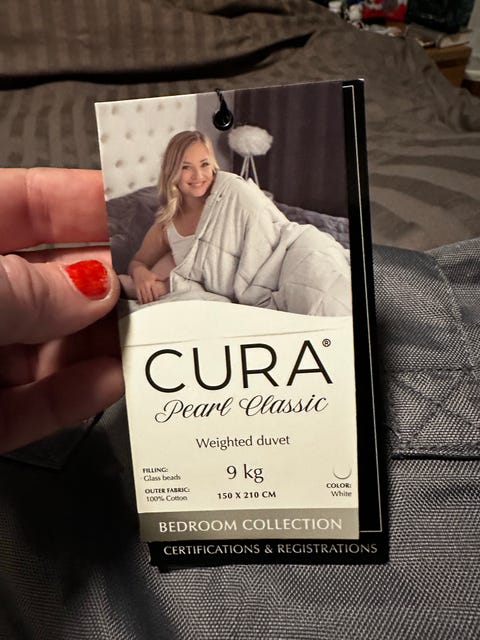 CURA®
Pearl Classic
Weighted duvet
FILLING:
Glass beads
9 kg
OUTER FABRIC:
100% Cotton
150 X 210 CM
COLOR:
White
BEDROOM COLLECTION
CERTIFICATIONS & REGISTRATIONS